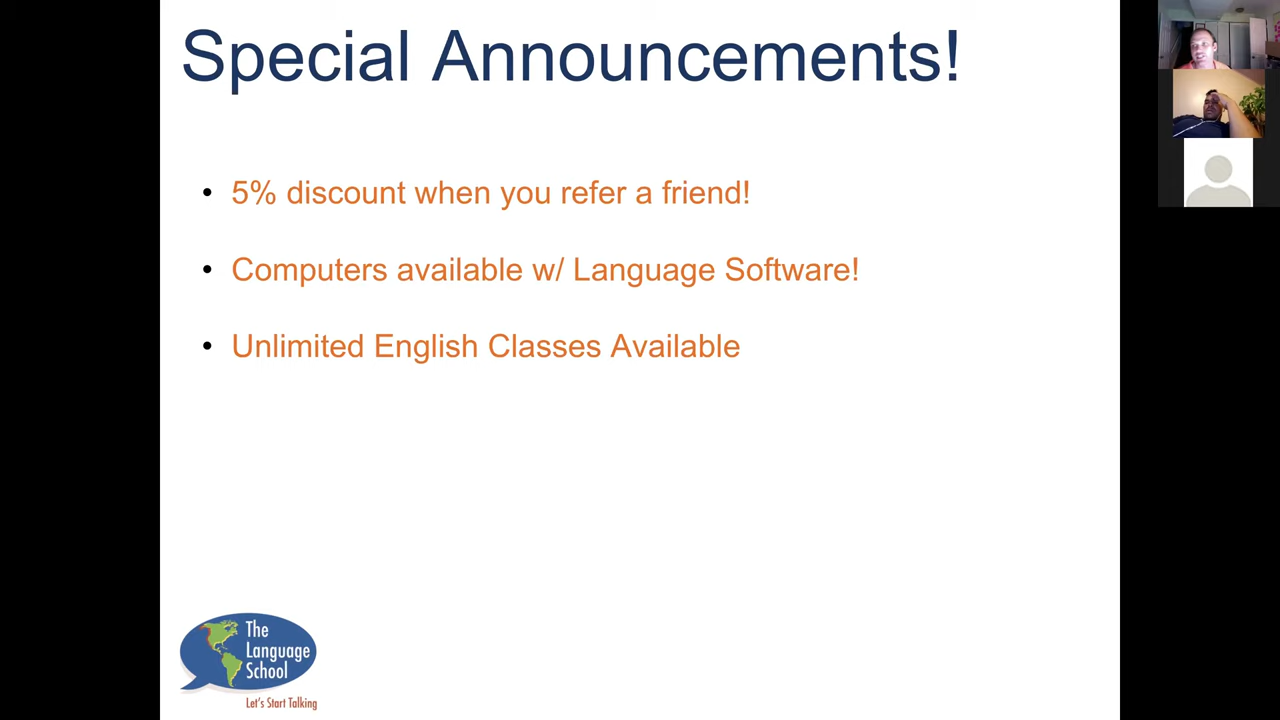 Special Announcements!
• 5% discount when you refer a friend!
• Computers available w/ Language Software!
• Unlimited English Classes Available
The
Language
School
Let's Start Talking